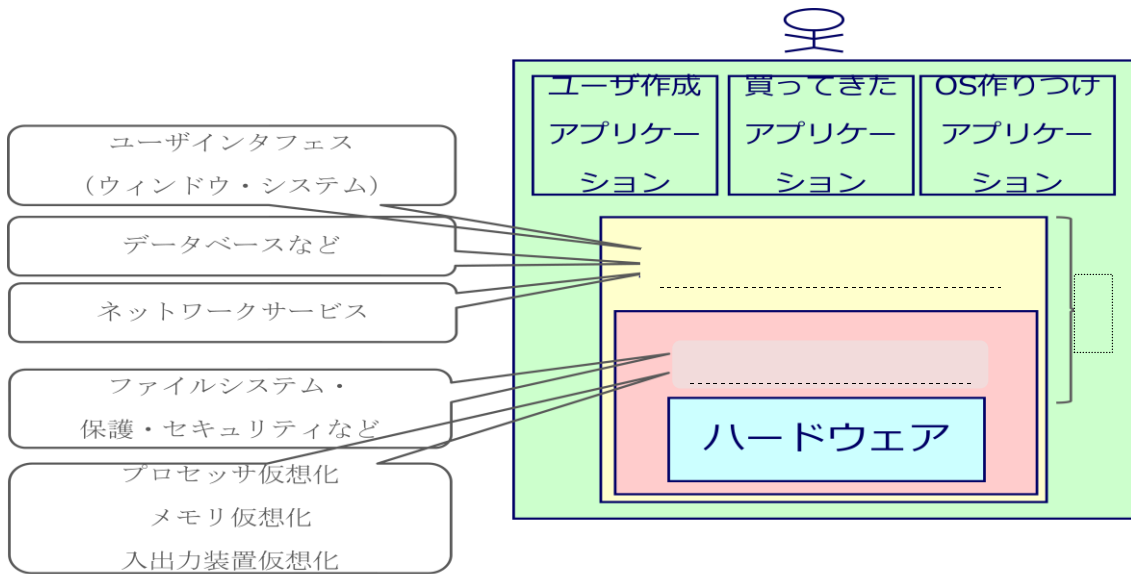 ユーザ作成
アプリケー
ション
買ってきた
アプリケー
ション
OS作りつけ
アプリケー
ション
ユーザインタフェス
（ウィンドウ・システム）
データベースなど
ネットワークサービス
ファイルシステム・
保護・セキュリティなど
プロセッサ仮想化
メモリ仮想化
入出力装置仮想化
ハードウェア